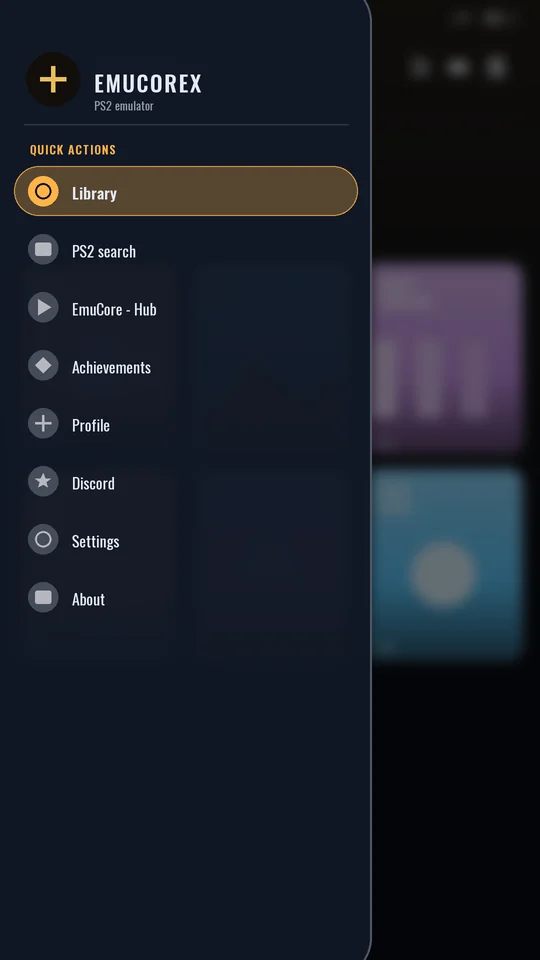 EMUCOREX
PS2 emulator
QUICK ACTIONS
Library
PS2 search
EmuCore - Hub
Achievements
Profile
Discord
Settings
About